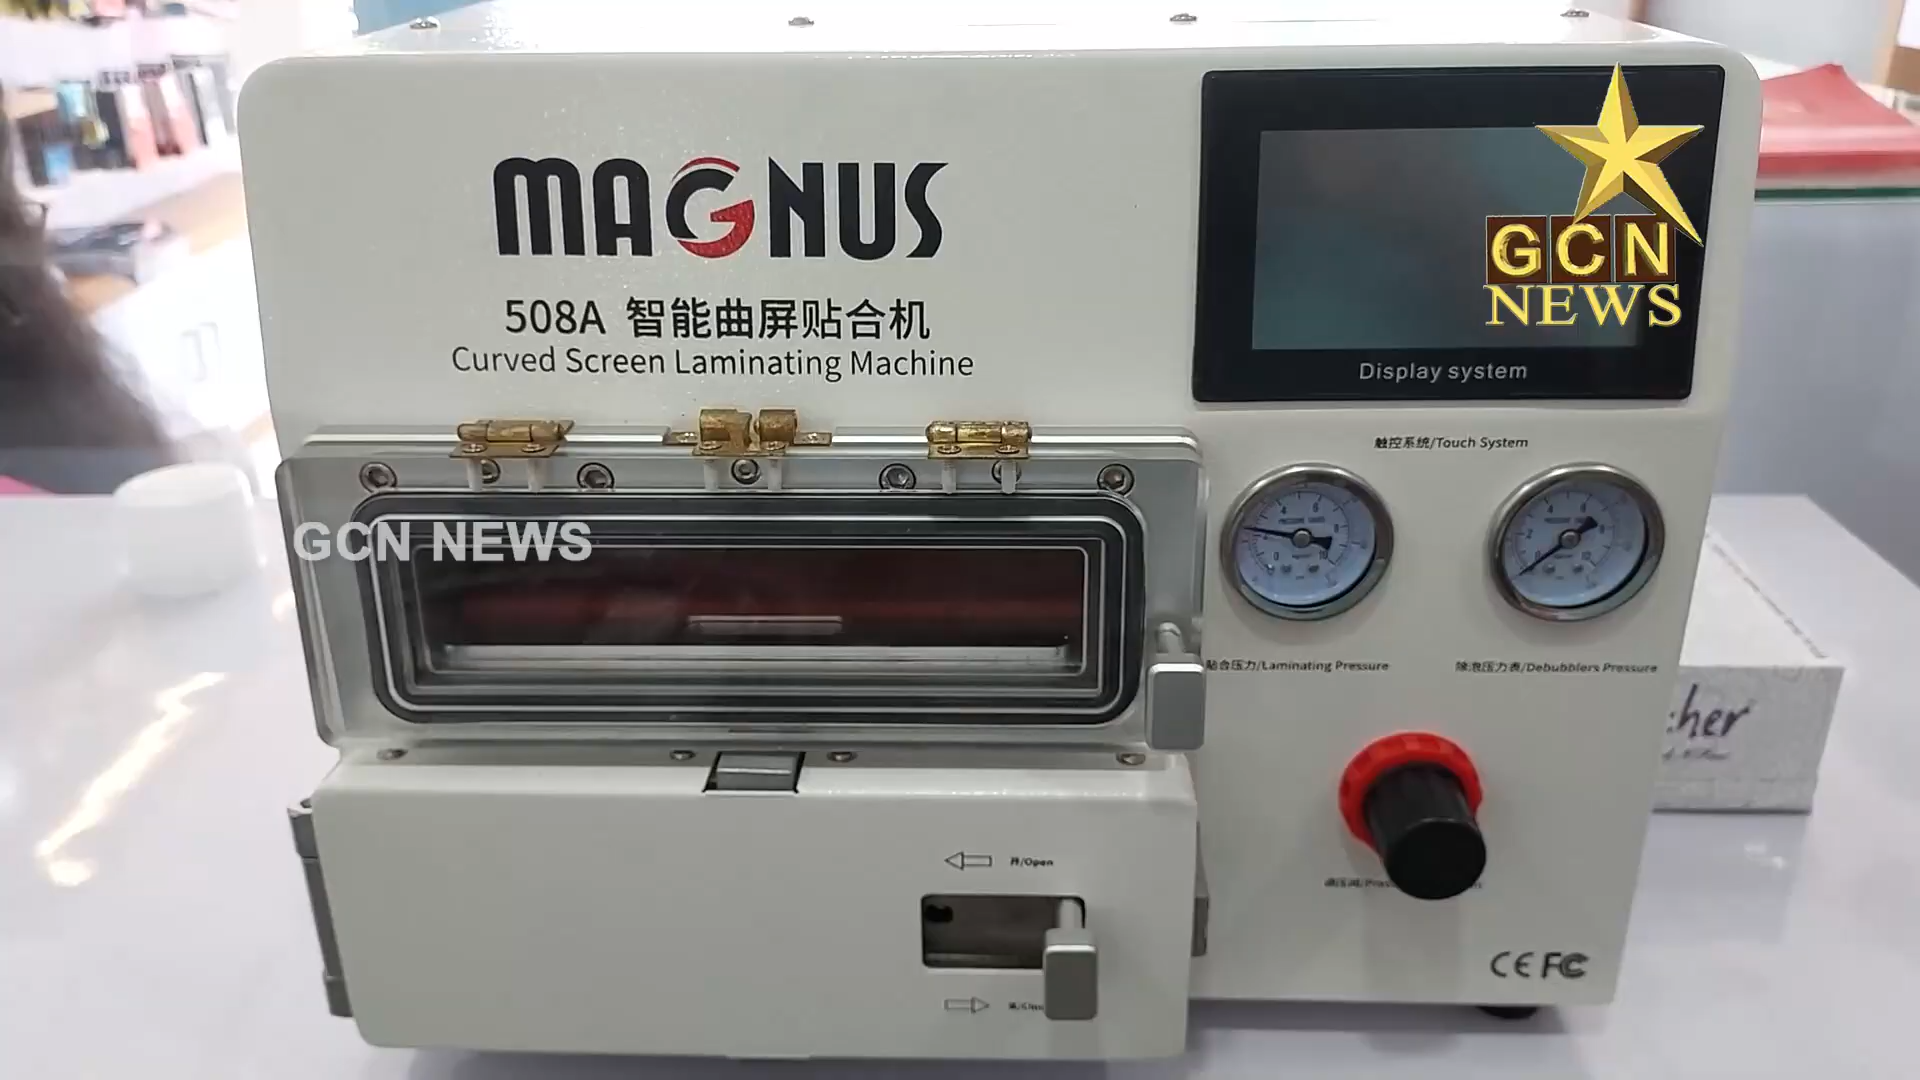 MAGNUS
508A 智能曲屏贴合机
Curved Screen Laminating Machine
GCN
NEWS
Display system
触控系统/Touch System
GCN NEWS
贴合压力/Laminating Pressure
除泡压力表/Debubblers Pressure
:her
开/Open
CE FC